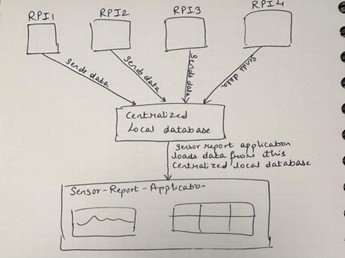 RPI1 RPI2 RPI3 RPI4
Sends data
Sends data
Sends data
Sends data
Centralized
Local database
Sensor report application
loads data from this
Centralized local database
Sensor-Report-Application